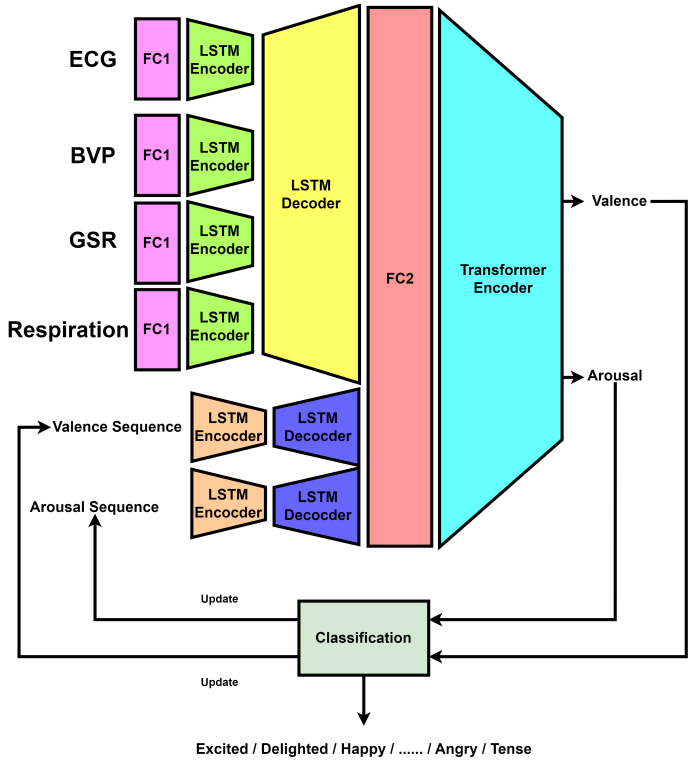 ECG
FC1
LSTM
Encoder
BVP
FC1
LSTM
Encoder
GSR
FC1
LSTM
Encoder
Respiration
FC1
LSTM
Encoder
LSTM
Decoder
FC2
Transformer
Encoder
Valence
Arousal
Valence Sequence
LSTM
Encocder
LSTM
Decocder
Arousal Sequence
LSTM
Encocder
LSTM
Decocder
Update
Classification
Update
Excited / Delighted / Happy / ...... / Angry / Tense